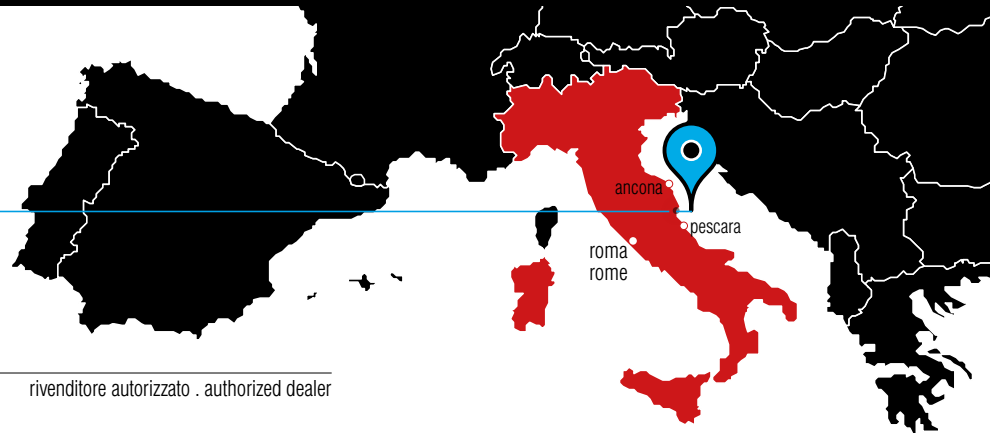 ancona
pescara
roma
rome
rivenditore autorizzato . authorized dealer